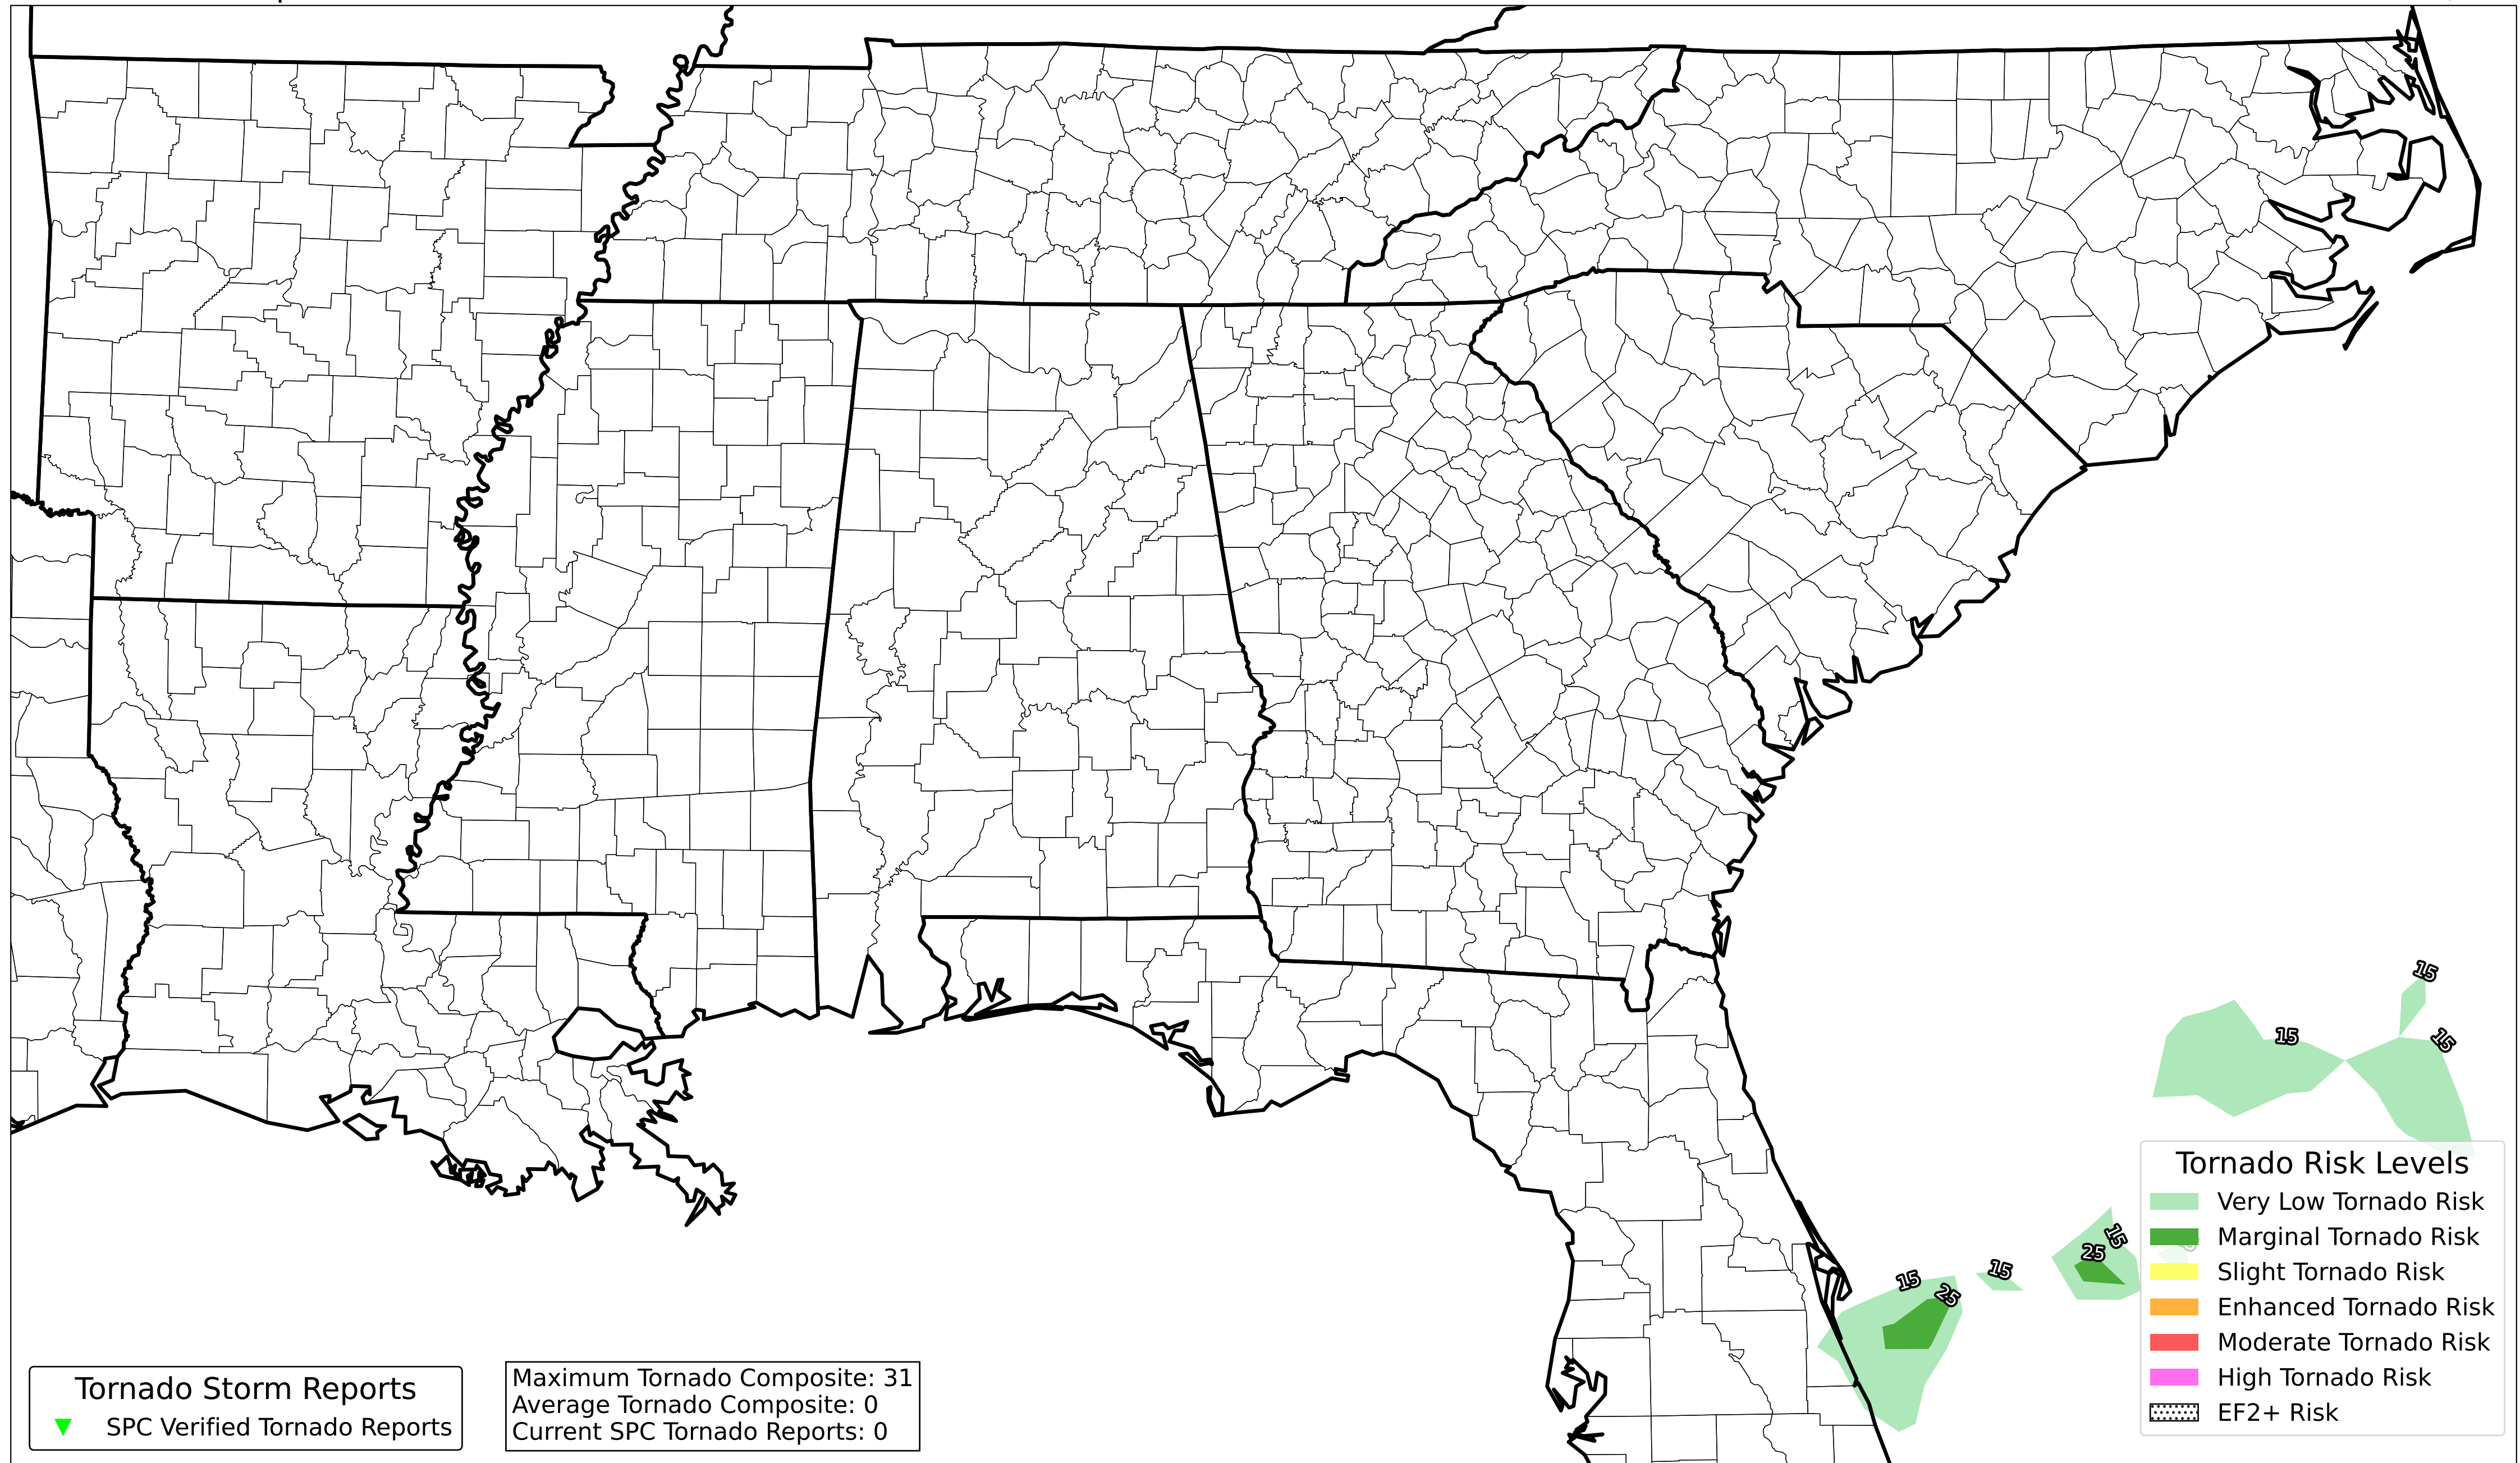 15
15
15
15
25
15
15
25
Tornado Risk Levels
Very Low Tornado Risk
Marginal Tornado Risk
Slight Tornado Risk
Enhanced Tornado Risk
Moderate Tornado Risk
High Tornado Risk
EF2+ Risk
Tornado Storm Reports
SPC Verified Tornado Reports
Maximum Tornado Composite: 31
Average Tornado Composite: 0
Current SPC Tornado Reports: 0